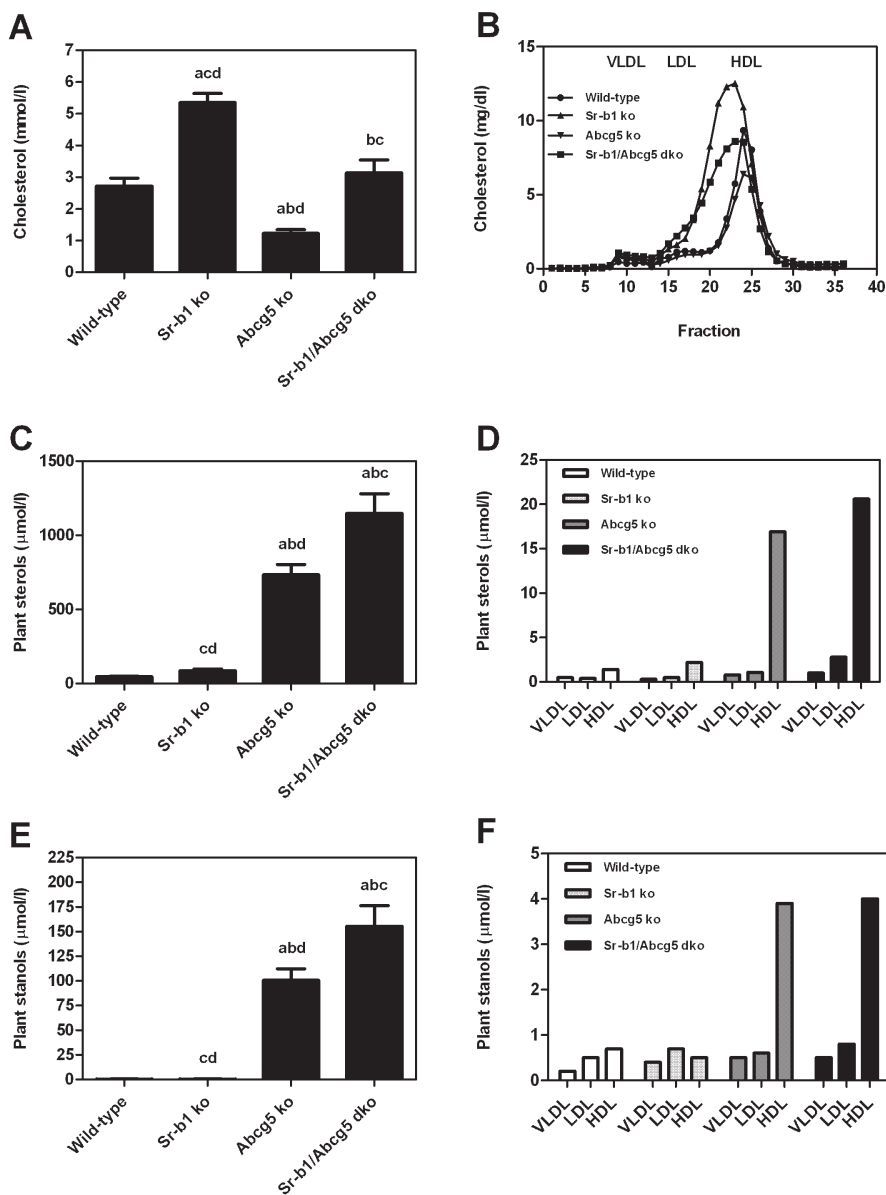 A
Cholesterol (mmol/l)
7
6
5
4
3
2
1
0
acd
abd
bc
Wild-type
Sr-b1 ko
Abcg5 ko
Sr-b1/Abcg5 dko
B
Cholesterol (mg/dl)
15
10
5
0
VLDL LDL HDL
Wild-type
Sr-b1 ko
Abcg5 ko
Sr-b1/Abcg5 dko
0 5 10 15 20 25 30 35 40
Fraction
C
Plant sterols (μmol/l)
1500
1000
500
0
cd
abd
abc
Wild-type
Sr-b1 ko
Abcg5 ko
Sr-b1/Abcg5 dko
D
Plant sterols (μmol/l)
25
20
15
10
5
0
Wild-type
Sr-b1 ko
Abcg5 ko
Sr-b1/Abcg5 dko
VLDL LDL HDL VLDL LDL HDL VLDL LDL HDL VLDL LDL HDL
E
Plant stanols (μmol/l)
225
200
175
150
125
100
75
50
25
0
cd
abd
abc
Wild-type
Sr-b1 ko
Abcg5 ko
Sr-b1/Abcg5 dko
F
Plant stanols (μmol/l)
5
4
3
2
1
0
Wild-type
Sr-b1 ko
Abcg5 ko
Sr-b1/Abcg5 dko
VLDL LDL HDL VLDL LDL HDL VLDL LDL HDL VLDL LDL HDL